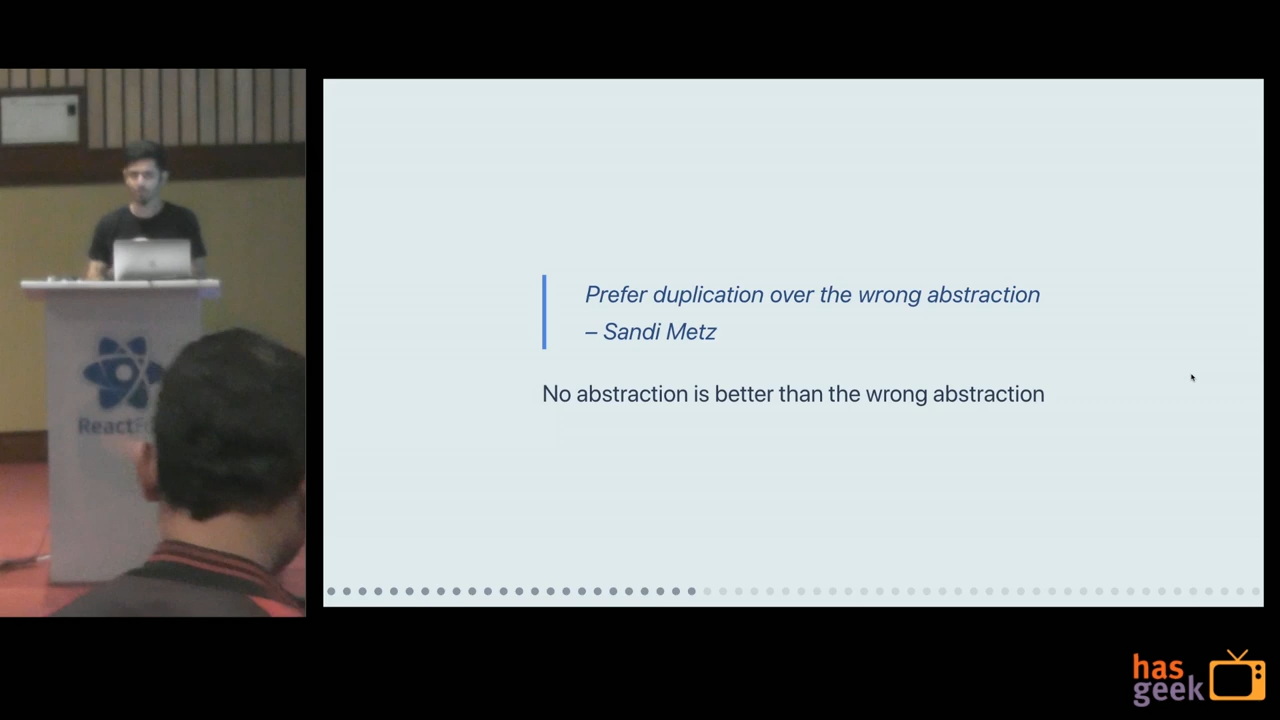 Prefer duplication over the wrong abstraction
– Sandi Metz
No abstraction is better than the wrong abstraction
has
geek